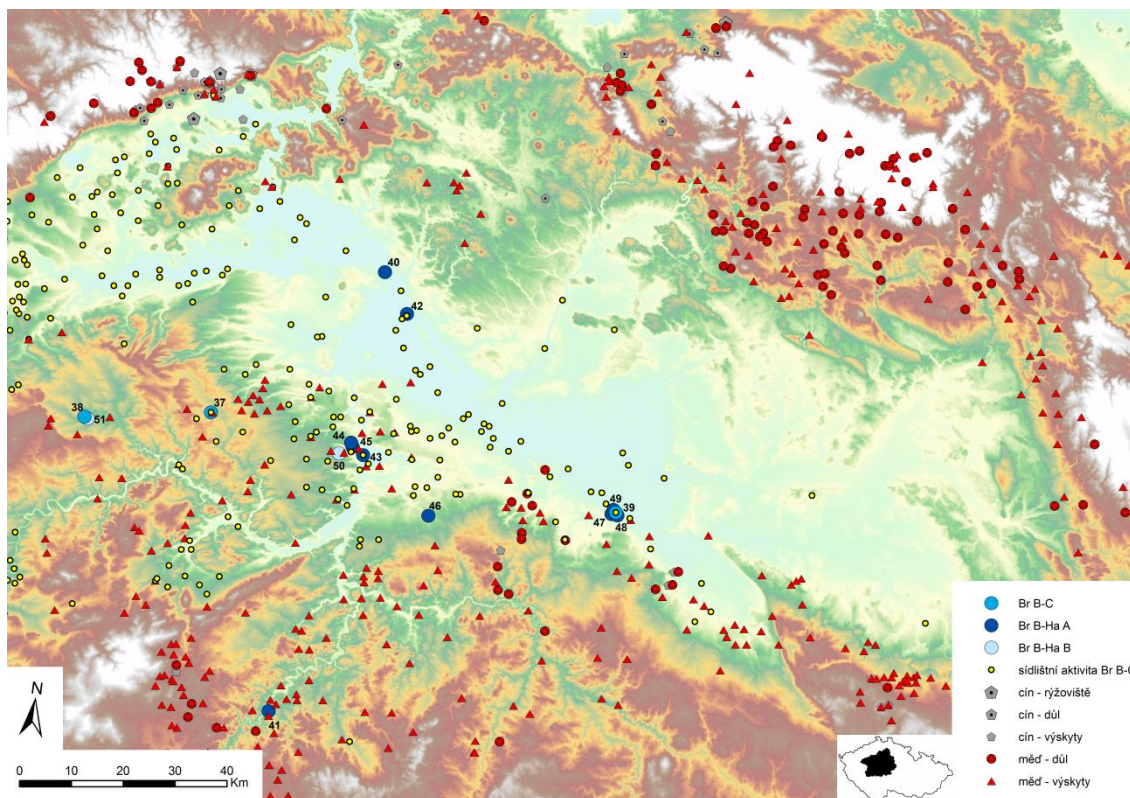 40
42
38
51
37
44
45
43
50
46
49
39
47
48
41
N
0
10
20
30
40
Km
Br B-C
Br B-Ha A
Br B-Ha B
sídlištní aktivita Br B-C
cín - rýžoviště
cín - důl
cín - výskyty
měď - důl
měď - výskyty